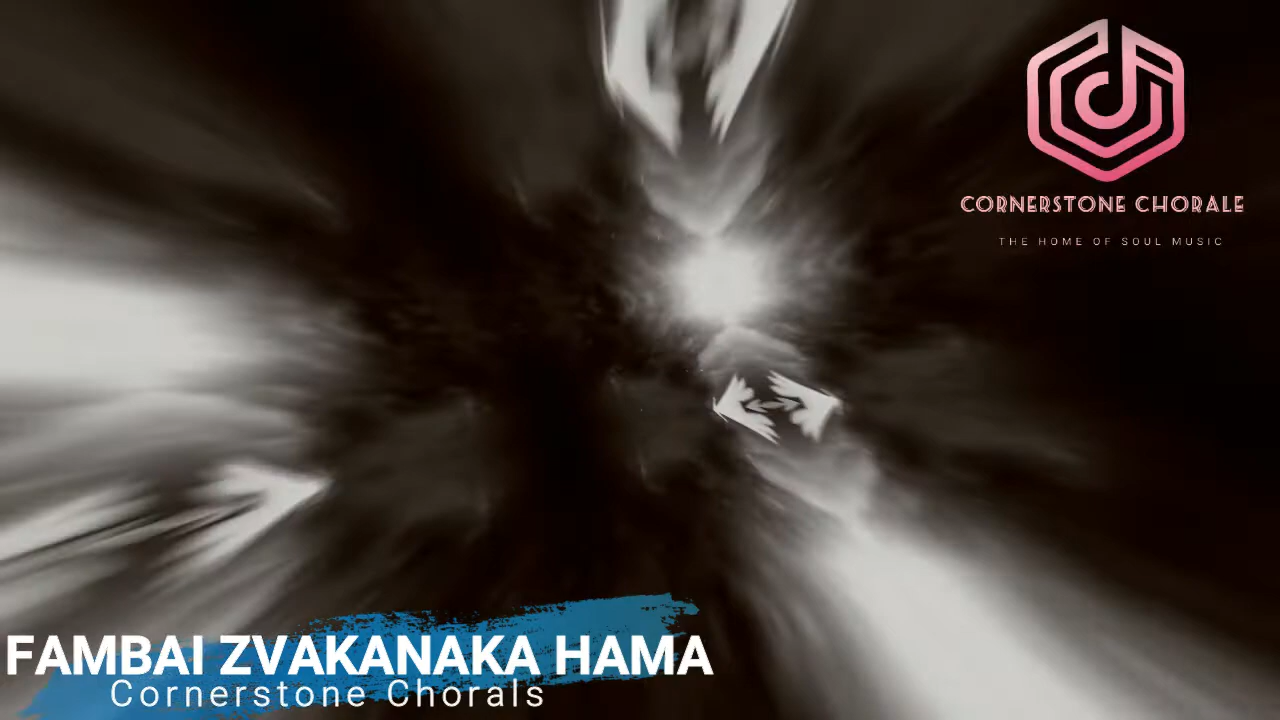 CORNERSTONE CHORALE
THE HOME OF SOUL MUSIC
FAMBAI ZVAKANAKA HAMA
Cornerstone Chorals